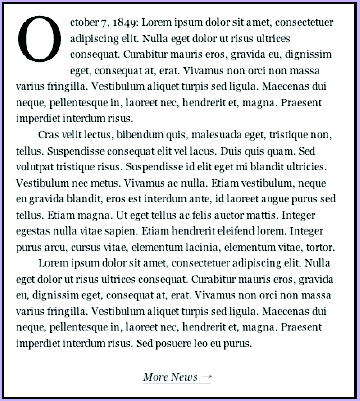 October 7, 1849: Lorem ipsum dolor sit amet, consectetuer
adipiscing elit. Nulla eget dolor ut risus ultrices
consequat. Curabitur mauris eros, gravida eu, dignissim
eget, consequat at, erat. Vivamus non orci non massa
varius fringilla. Vestibulum aliquet turpis sed ligula. Maecenas dui
neque, pellentesque in, laoreet nec, hendrerit et, magna. Praesent
imperdiet interdum risus.
Cras velit lectus, bibendum quis, malesuada eget, tristique non,
tellus. Suspendisse consequat elit vel lacus. Duis quis quam. Sed
volutpat tristique risus. Suspendisse id elit eget mi blandit ultricies.
Vestibulum nec metus. Vivamus ac nulla. Etiam vestibulum, neque
eu gravida blandit, eros est interdum ante, id laoreet augue purus sed
tellus. Etiam magna. Ut eget tellus ac felis auctor mattis. Integer
egestas nulla vitae sapien. Etiam hendrerit eleifend lorem. Integer
purus arcu, cursus vitae, elementum lacinia, elementum vitae, tortor.
Lorem ipsum dolor sit amet, consectetuer adipiscing elit. Nulla
eget dolor ut risus ultrices consequat. Curabitur mauris eros, gravida
eu, dignissim eget, consequat at, erat. Vivamus non orci non massa
varius fringilla. Vestibulum aliquet turpis sed ligula. Maecenas dui
neque, pellentesque in, laoreet nec, hendrerit et, magna. Praesent
imperdiet interdum risus. Sed posuere leo eu purus.
More News →